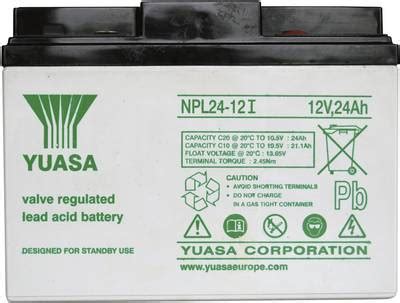 YUASA
valve regulated
lead acid battery
DESIGNED FOR STANDBY USE
NPL24-12I 12V,24Ah
CAPACITY C20 @ 20°C TO 10.5V : 24Ah
CAPACITY C10 @ 20°C TO 10.5V : 21.1Ah
FLOAT VOLTAGE @ 20°C : 13.65V
TERMINAL TORQUE : 2.45Nm
CAUTION :
• AVOID SHORTING TERMINALS
• DO NOT CHARGE
IN A GAS TIGHT CONTAINER
Pb
YUASA CORPORATION
www.yuasaeurope.com